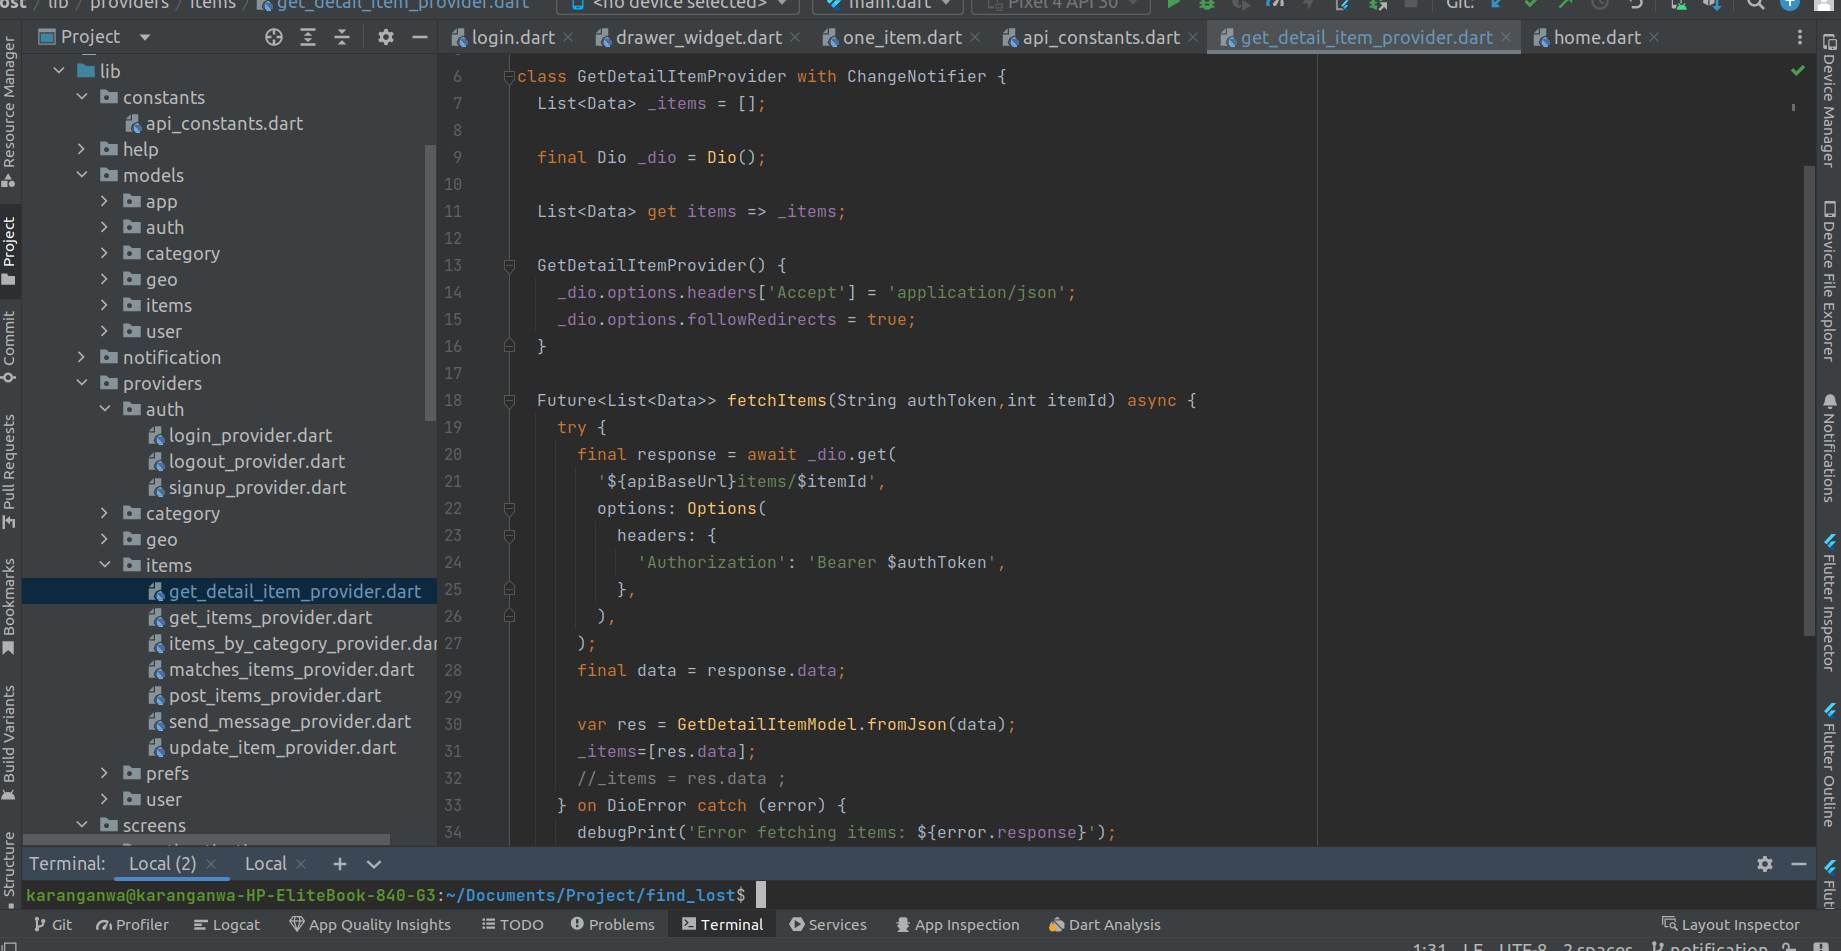 ost / lib / providers / items / get_detail_item_provider.dart <no device selected> main.dart Pixel 4 API 30 Git:
Project
login.dart drawer_widget.dart one_item.dart api_constants.dart get_detail_item_provider.dart home.dart
lib
constants
api_constants.dart
help
models
app
auth
category
geo
items
user
notification
providers
auth
login_provider.dart
logout_provider.dart
signup_provider.dart
category
geo
items
get_detail_item_provider.dart
get_items_provider.dart
items_by_category_provider.dar
matches_items_provider.dart
post_items_provider.dart
send_message_provider.dart
update_item_provider.dart
prefs
user
screens
Resource Manager
Project
Commit
Pull Requests
Bookmarks
Build Variants
Structure
6 class GetDetailItemProvider with ChangeNotifier {
7 List<Data> _items = [];
8
9 final Dio _dio = Dio();
10
11 List<Data> get items => _items;
12
13 GetDetailItemProvider() {
14 _dio.options.headers['Accept'] = 'application/json';
15 _dio.options.followRedirects = true;
16 }
17
18 Future<List<Data>> fetchItems(String authToken,int itemId) async {
19 try {
20 final response = await _dio.get(
21 '${apiBaseUrl}items/$itemId',
22 options: Options(
23 headers: {
24 'Authorization': 'Bearer $authToken',
25 },
26 ),
27 );
28 final data = response.data;
29
30 var res = GetDetailItemModel.fromJson(data);
31 _items=[res.data];
32 //_items = res.data ;
33 } on DioError catch (error) {
34 debugPrint('Error fetching items: ${error.response}');
Device Manager
Device File Explorer
Notifications
Flutter Inspector
Flutter Outline
Flutt
Terminal: Local (2) Local
karanganwa@karanganwa-HP-EliteBook-840-G3:~/Documents/Project/find_lost$
Git Profiler Logcat App Quality Insights TODO Problems Terminal Services App Inspection Dart Analysis Layout Inspector
1:31 LF UTF-8 2 spaces notification